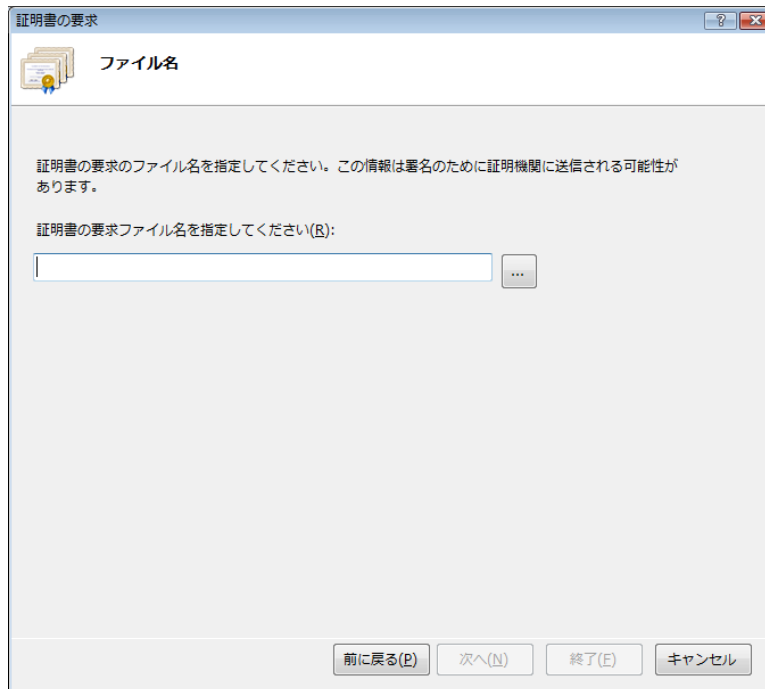 証明書の要求
ファイル名
証明書の要求のファイル名を指定してください。この情報は署名のために証明機関に送信される可能性が
あります。
証明書の要求ファイル名を指定してください(R):
...
前に戻る(P) 次へ(N) 終了(F) キャンセル